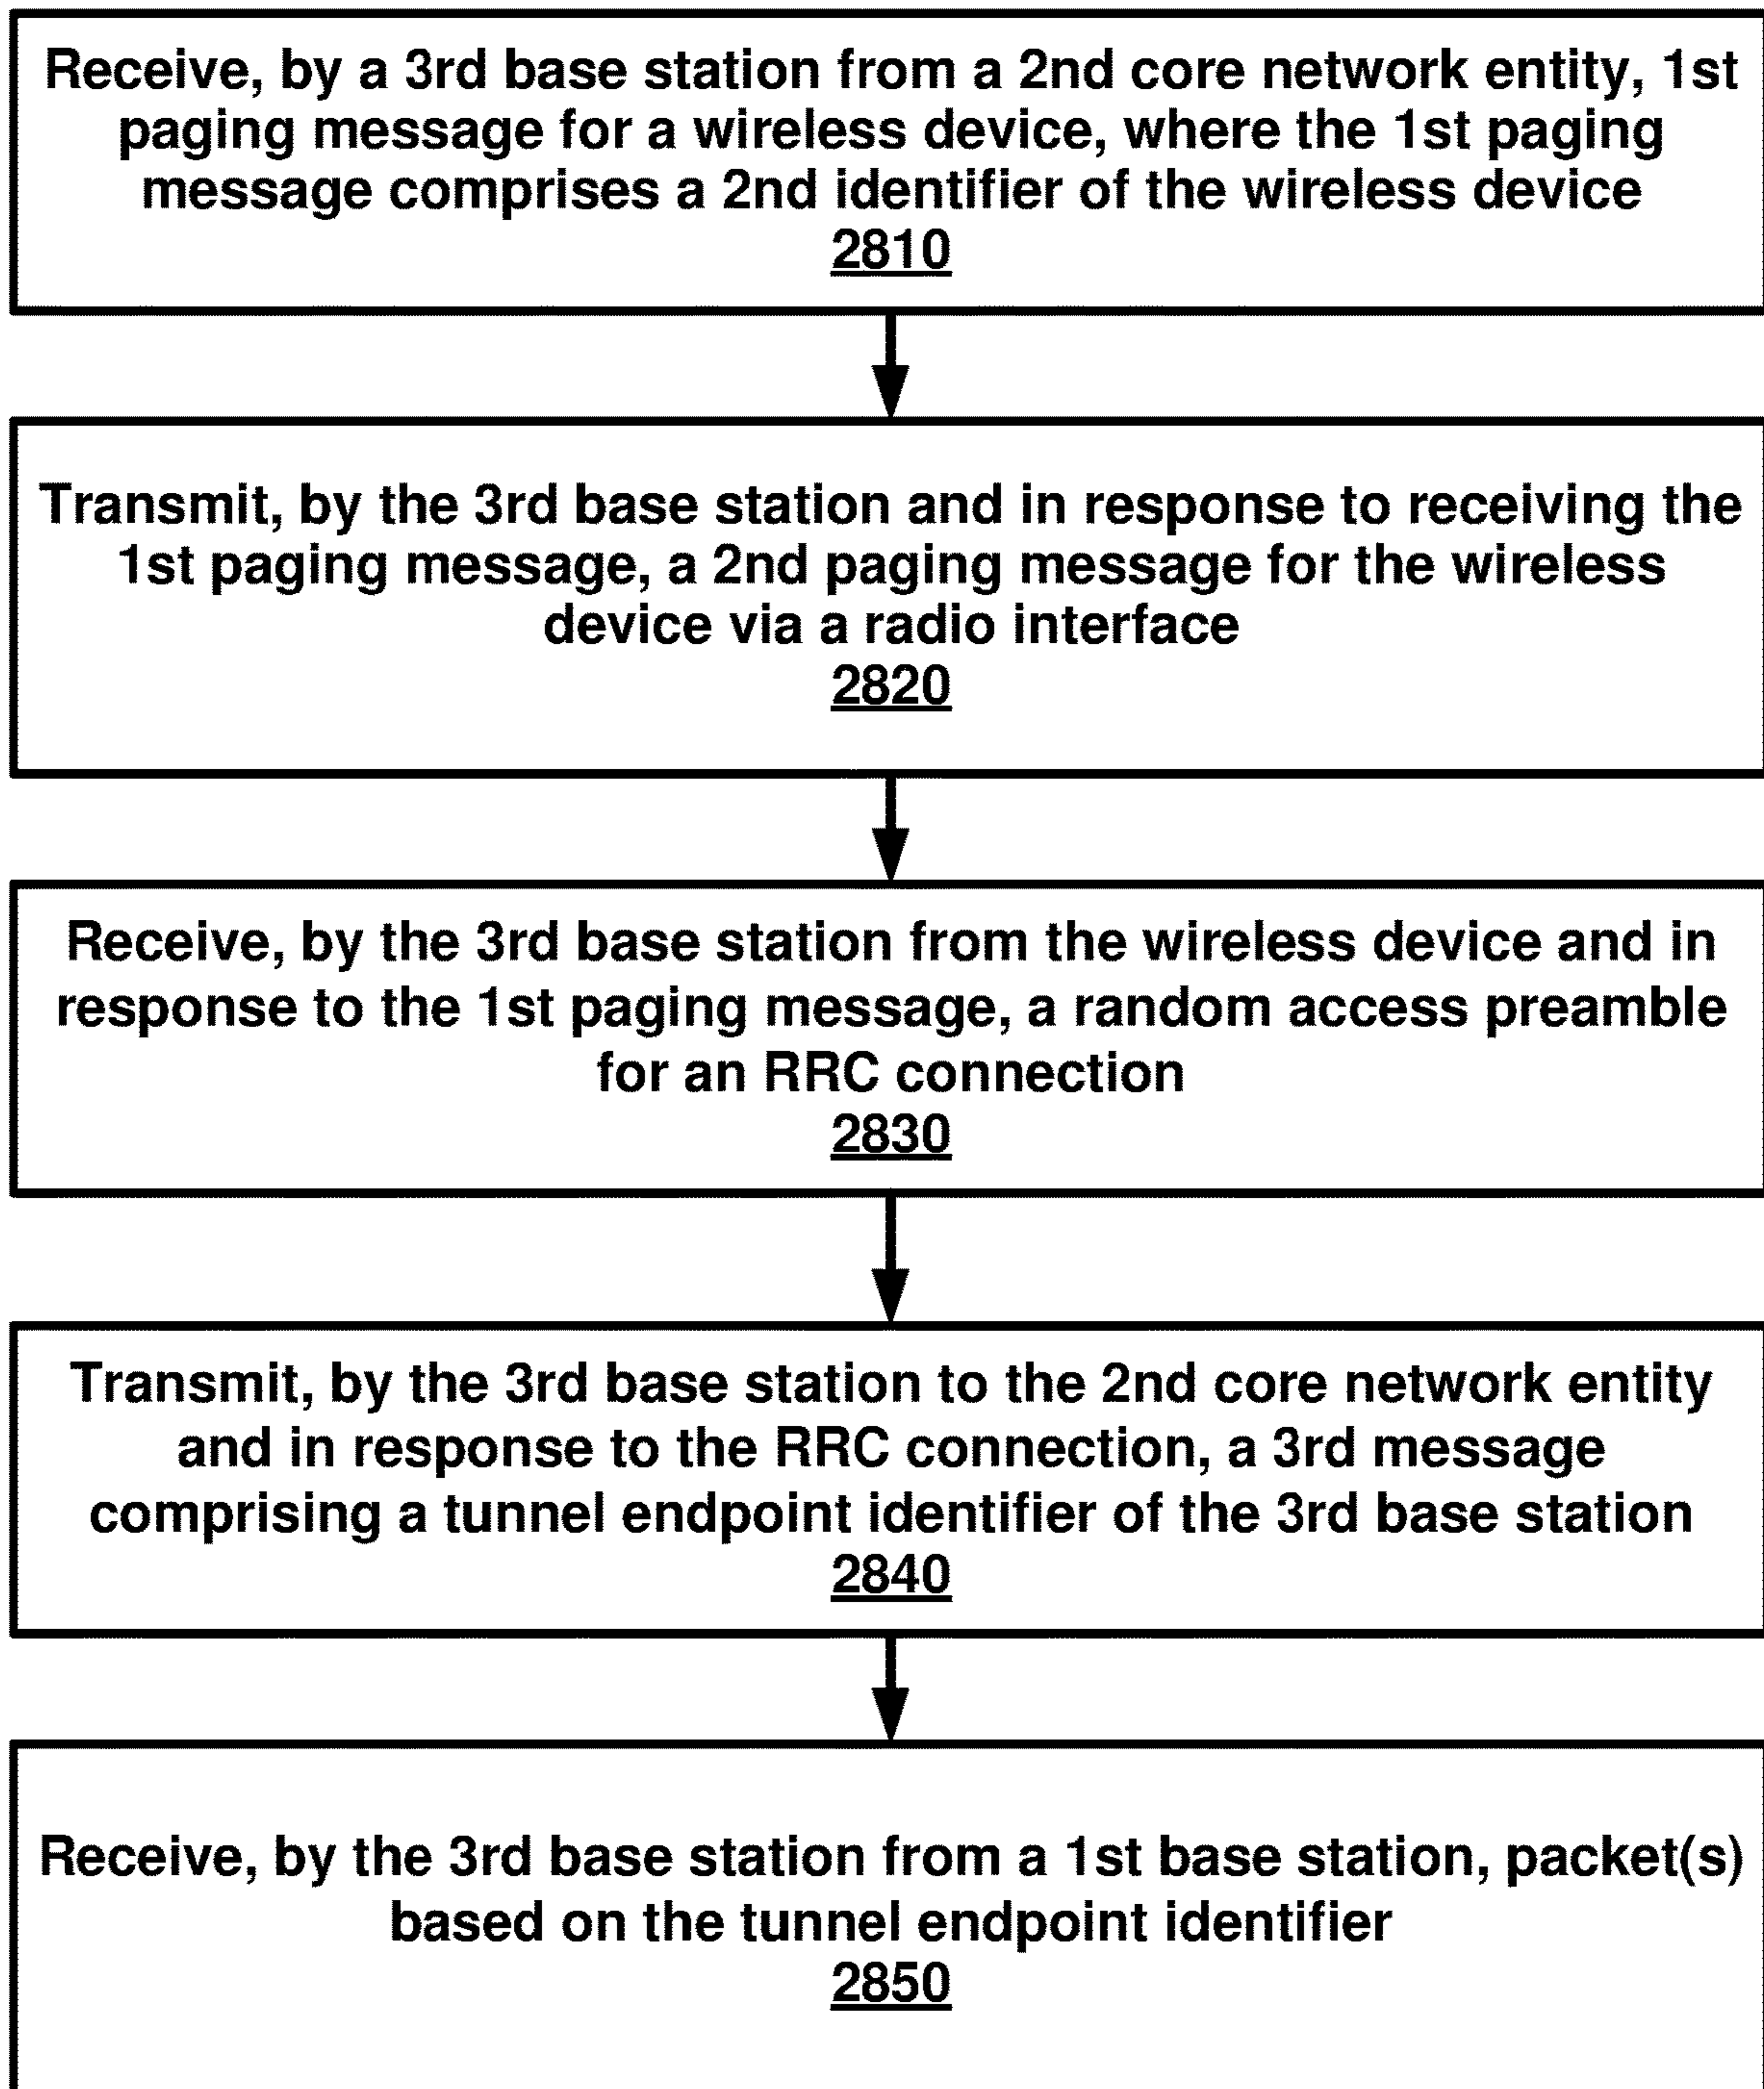 Receive, by a 3rd base station from a 2nd core network entity, 1st
paging message for a wireless device, where the 1st paging
message comprises a 2nd identifier of the wireless device
2810
Transmit, by the 3rd base station and in response to receiving the
1st paging message, a 2nd paging message for the wireless
device via a radio interface
2820
Receive, by the 3rd base station from the wireless device and in
response to the 1st paging message, a random access preamble
for an RRC connection
2830
Transmit, by the 3rd base station to the 2nd core network entity
and in response to the RRC connection, a 3rd message
comprising a tunnel endpoint identifier of the 3rd base station
2840
Receive, by the 3rd base station from a 1st base station, packet(s)
based on the tunnel endpoint identifier
2850